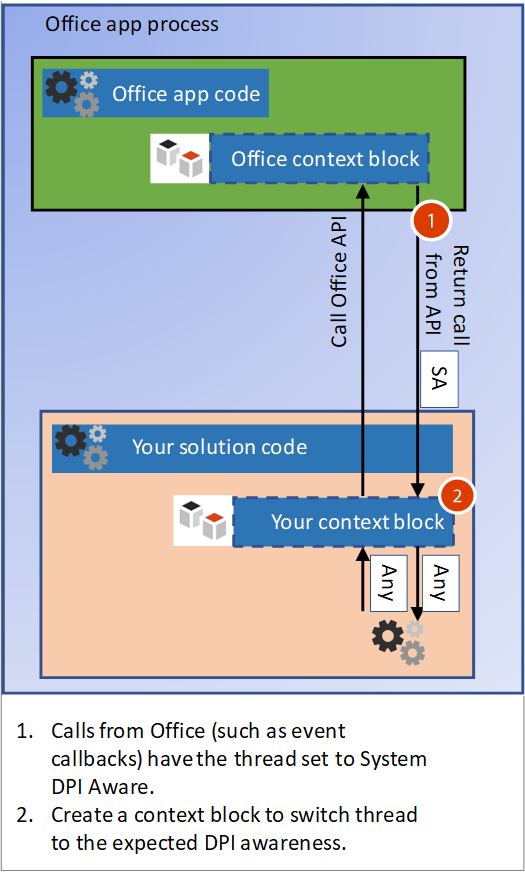 Office app process
Office app code
Office context block
1
Call Office API
Return call
from API
SA
Your solution code
2
Your context block
Any
Any
1. Calls from Office (such as event
callbacks) have the thread set to System
DPI Aware.
2. Create a context block to switch thread
to the expected DPI awareness.